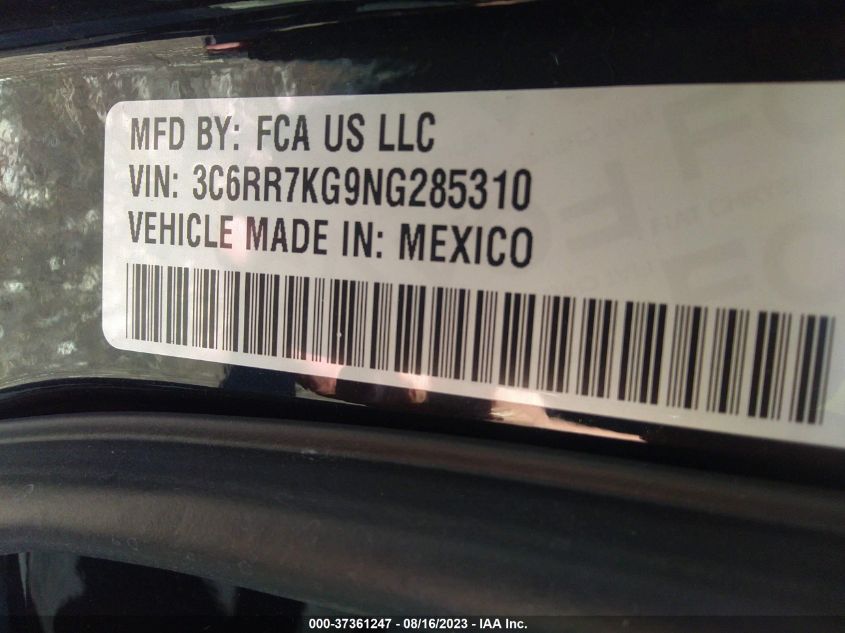 MFD BY: FCA US LLC
VIN: 3C6RR7KG9NG285310
VEHICLE MADE IN: MEXICO
000-37361247 - 08/16/2023 - IAA Inc.